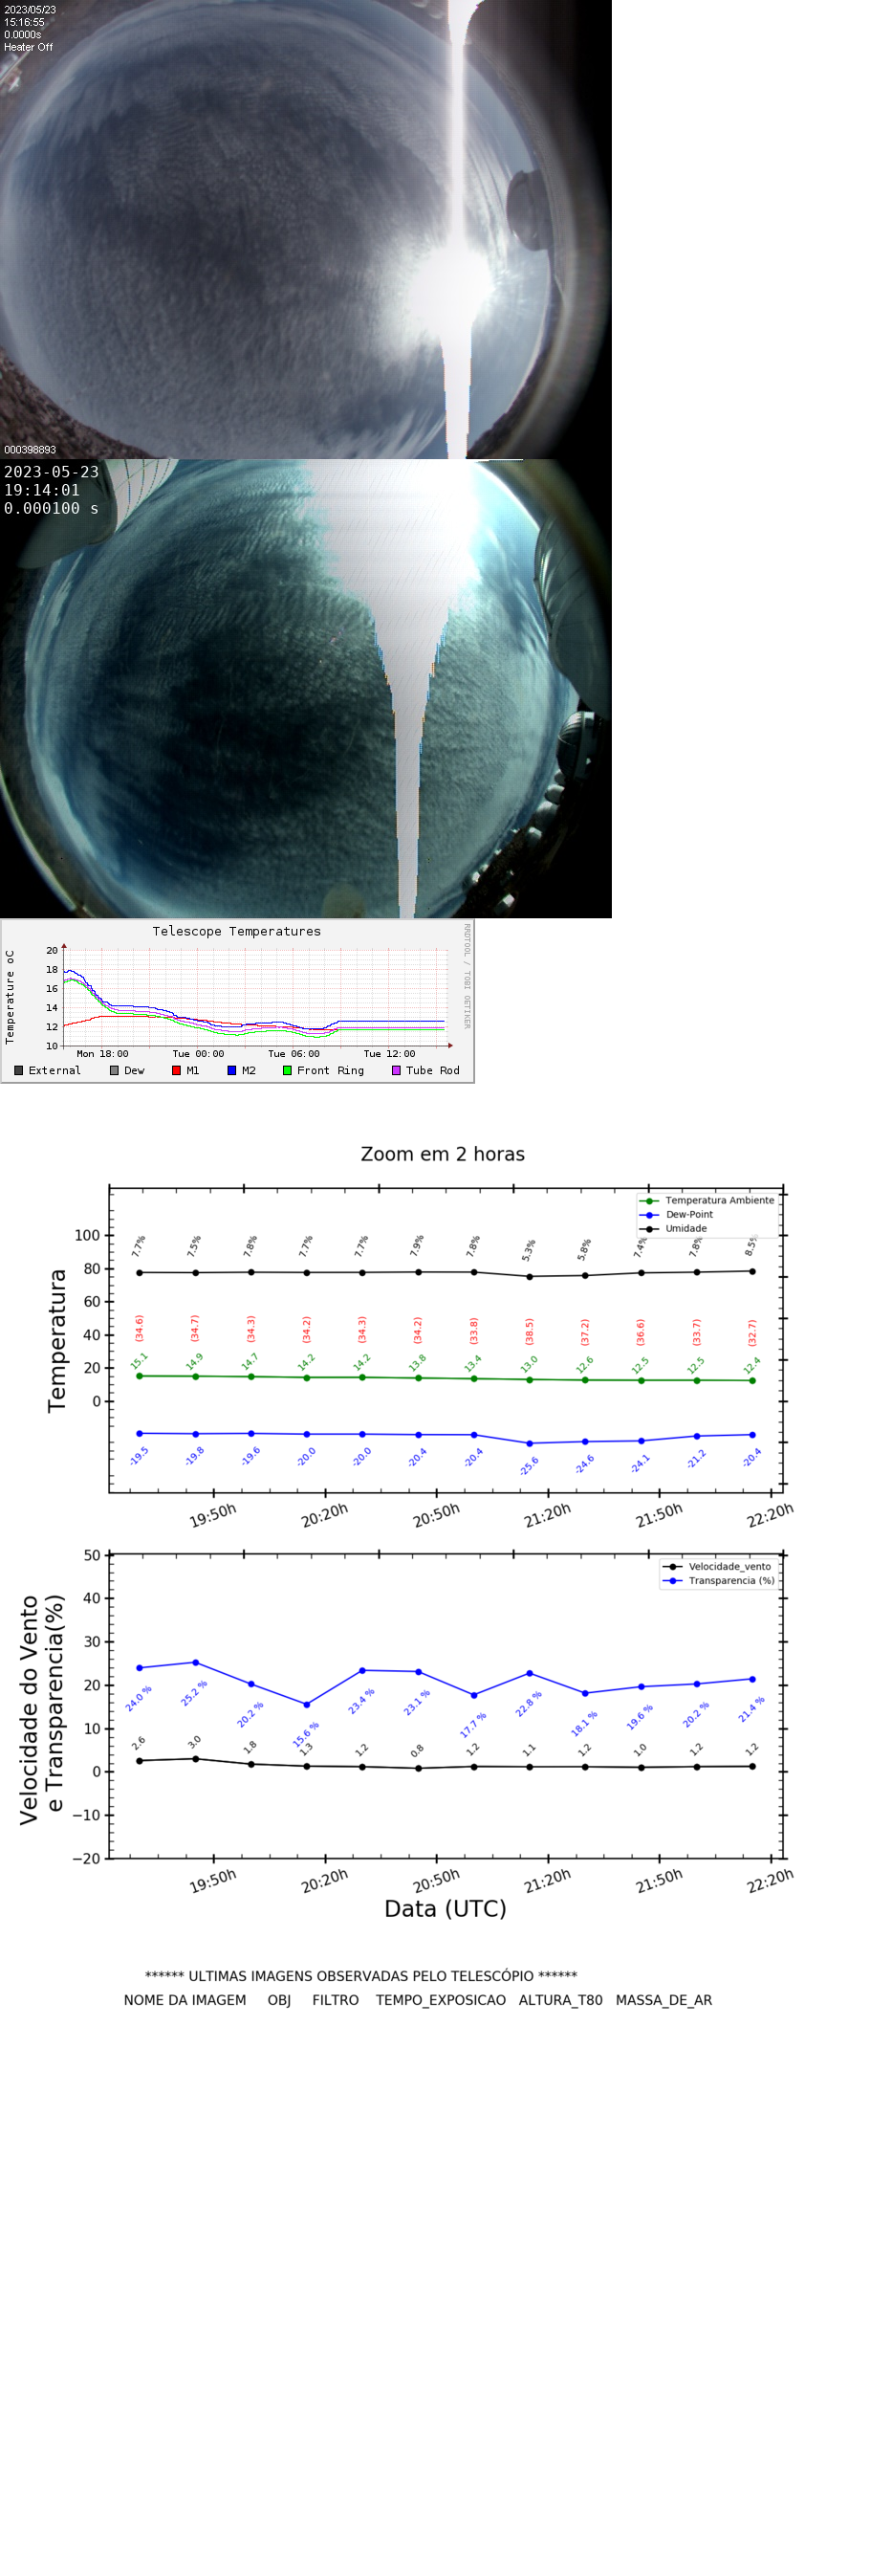 2023/05/23
15:16:55
0.0000s
Heater Off
000398893
2023-05-23
19:14:01
0.000100 s
Telescope Temperatures
RRDTOOL / TOBI OETIKER
Temperature oC
20
18
16
14
12
10
Mon 18:00 Tue 00:00 Tue 06:00 Tue 12:00
External Dew M1 M2 Front Ring Tube Rod
Zoom em 2 horas
Temperatura Ambiente
Dew-Point
Umidade
Temperatura
100
80
60
40
20
0
7.7% 7.5% 7.8% 7.7% 7.7% 7.9% 7.8% 5.3% 5.8% 7.4% 7.8% 8.5%
(34.6) (34.7) (34.3) (34.2) (34.3) (34.2) (33.8) (38.5) (37.2) (36.6) (33.7) (32.7)
15.1 14.9 14.7 14.2 14.2 13.8 13.4 13.0 12.6 12.5 12.5 12.4
-19.5 -19.8 -19.6 -20.0 -20.0 -20.4 -20.4 -25.6 -24.6 -24.1 -21.2 -20.4
19:50h 20:20h 20:50h 21:20h 21:50h 22:20h
Velocidade_vento
Transparencia (%)
Velocidade do Vento
e Transparencia(%)
50
40
30
20
10
0
−10
−20
24.0 % 25.2 % 20.2 % 15.6 % 23.4 % 23.1 % 17.7 % 22.8 % 18.1 % 19.6 % 20.2 % 21.4 %
2.6 3.0 1.8 1.3 1.2 0.8 1.2 1.1 1.2 1.0 1.2 1.2
19:50h 20:20h 20:50h 21:20h 21:50h 22:20h
Data (UTC)
****** ULTIMAS IMAGENS OBSERVADAS PELO TELESCÓPIO ******
NOME DA IMAGEM OBJ FILTRO TEMPO_EXPOSICAO ALTURA_T80 MASSA_DE_AR